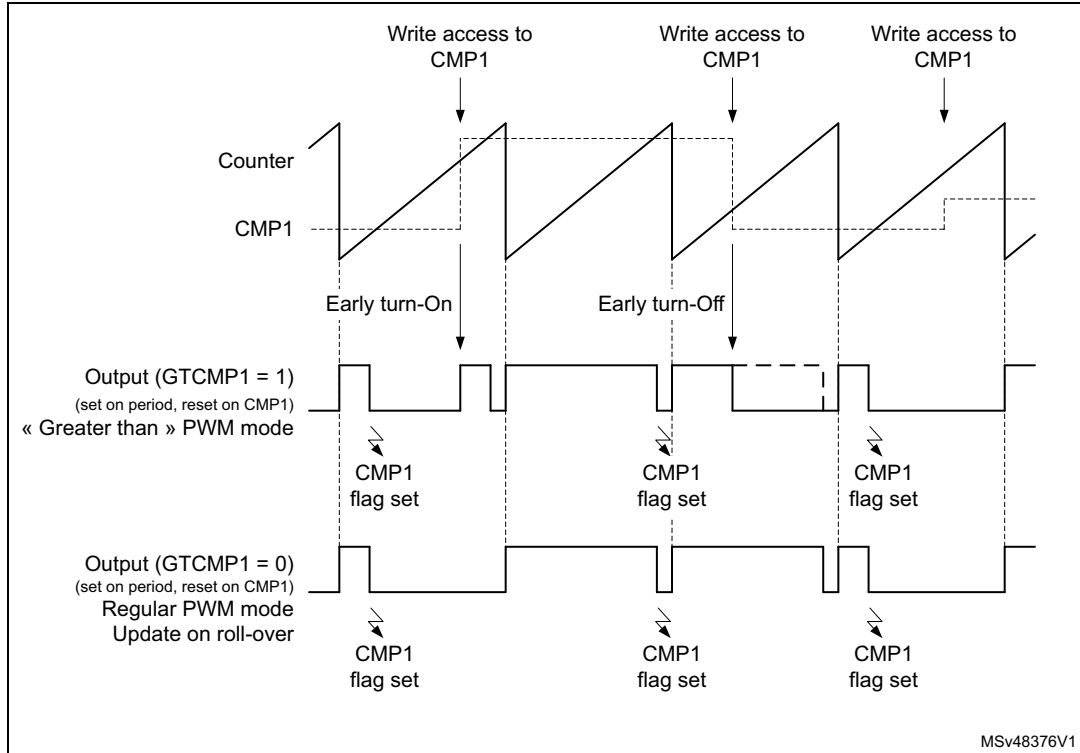 Write access to
CMP1
Write access to
CMP1
Write access to
CMP1
Counter
CMP1
Early turn-On
Early turn-Off
Output (GTCMP1 = 1)
(set on period, reset on CMP1)
« Greater than » PWM mode
CMP1
flag set
CMP1
flag set
CMP1
flag set
Output (GTCMP1 = 0)
(set on period, reset on CMP1)
Regular PWM mode
Update on roll-over
CMP1
flag set
CMP1
flag set
CMP1
flag set
MSv48376V1